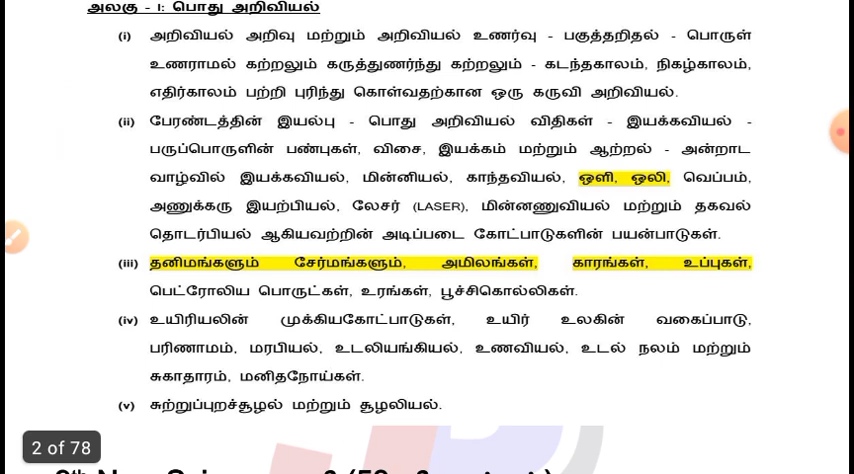 அலகு - I: பொது அறிவியல்
(i) அறிவியல் அறிவு மற்றும் அறிவியல் உணர்வு - பகுத்தறிதல் - பொருள்
உணராமல் கற்றலும் கருத்துணர்ந்து கற்றலும் - கடந்தகாலம், நிகழ்காலம்,
எதிர்காலம் பற்றி புரிந்து கொள்வதற்கான ஒரு கருவி அறிவியல்.
(ii) பேரண்டத்தின் இயல்பு - பொது அறிவியல் விதிகள் - இயக்கவியல் -
பருப்பொருளின் பண்புகள், விசை, இயக்கம் மற்றும் ஆற்றல் - அன்றாட
வாழ்வில் இயக்கவியல், மின்னியல், காந்தவியல், ஒளி, ஒலி, வெப்பம்,
அணுக்கரு இயற்பியல், லேசர் (LASER), மின்னணுவியல் மற்றும் தகவல்
தொடர்பியல் ஆகியவற்றின் அடிப்படை கோட்பாடுகளின் பயன்பாடுகள்.
(iii) தனிமங்களும் சேர்மங்களும், அமிலங்கள், காரங்கள், உப்புகள்,
பெட்ரோலிய பொருட்கள், உரங்கள், பூச்சிகொல்லிகள்.
(iv) உயிரியலின் முக்கியகோட்பாடுகள், உயிர் உலகின் வகைப்பாடு,
பரிணாமம், மரபியல், உடலியங்கியல், உணவியல், உடல் நலம் மற்றும்
சுகாதாரம், மனிதநோய்கள்.
(v) சுற்றுப்புறச்சூழல் மற்றும் சூழலியல்.
2 of 78